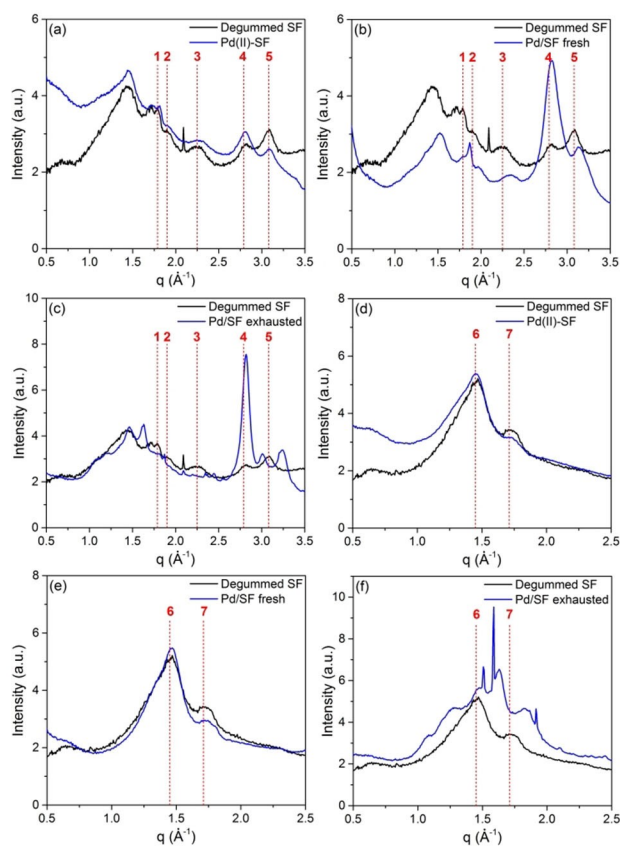 (a)
Degummed SF
Pd(II)-SF
1 2 3 4 5
Intensity (a.u.)
6
4
2
0
0.5 1.0 1.5 2.0 2.5 3.0 3.5
q (Å⁻¹)
(b)
Degummed SF
Pd/SF fresh
1 2 3 4 5
Intensity (a.u.)
6
4
2
0
0.5 1.0 1.5 2.0 2.5 3.0 3.5
q (Å⁻¹)
(c)
Degummed SF
Pd/SF exhausted
1 2 3 4 5
Intensity (a.u.)
10
8
6
4
2
0
0.5 1.0 1.5 2.0 2.5 3.0 3.5
q (Å⁻¹)
(d)
Degummed SF
Pd(II)-SF
6 7
Intensity (a.u.)
8
6
4
2
0
0.5 1.0 1.5 2.0 2.5
q (Å⁻¹)
(e)
Degummed SF
Pd/SF fresh
6 7
Intensity (a.u.)
8
6
4
2
0
0.5 1.0 1.5 2.0 2.5
q (Å⁻¹)
(f)
Degummed SF
Pd/SF exhausted
6 7
Intensity (a.u.)
10
8
6
4
2
0
0.5 1.0 1.5 2.0 2.5
q (Å⁻¹)